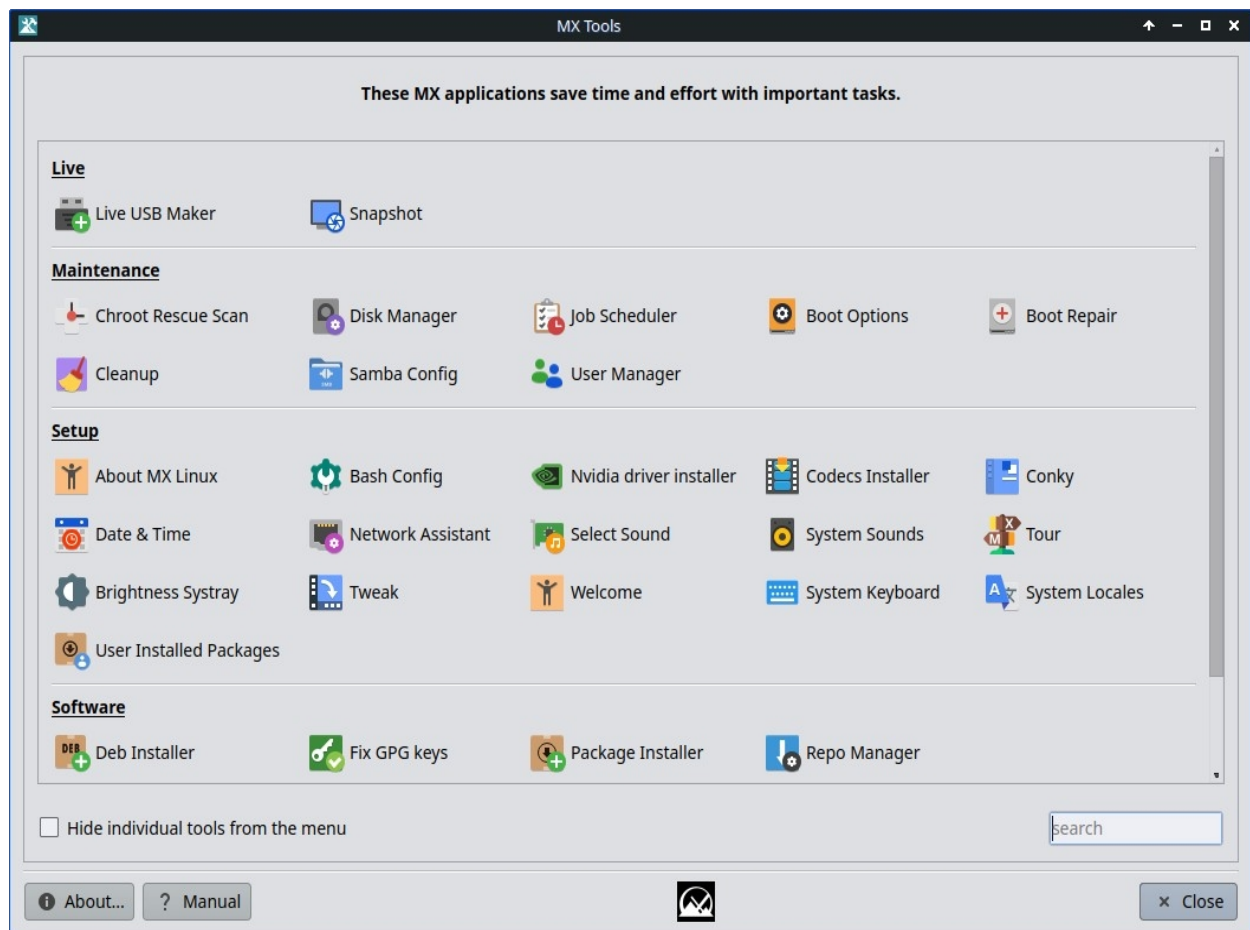 MX Tools
These MX applications save time and effort with important tasks.
Live
Live USB Maker Snapshot
Maintenance
Chroot Rescue Scan Disk Manager Job Scheduler Boot Options Boot Repair
Cleanup Samba Config User Manager
Setup
About MX Linux Bash Config Nvidia driver installer Codecs Installer Conky
Date & Time Network Assistant Select Sound System Sounds Tour
Brightness Systray Tweak Welcome System Keyboard System Locales
User Installed Packages
Software
Deb Installer Fix GPG keys Package Installer Repo Manager
Hide individual tools from the menu search
About... ? Manual Close